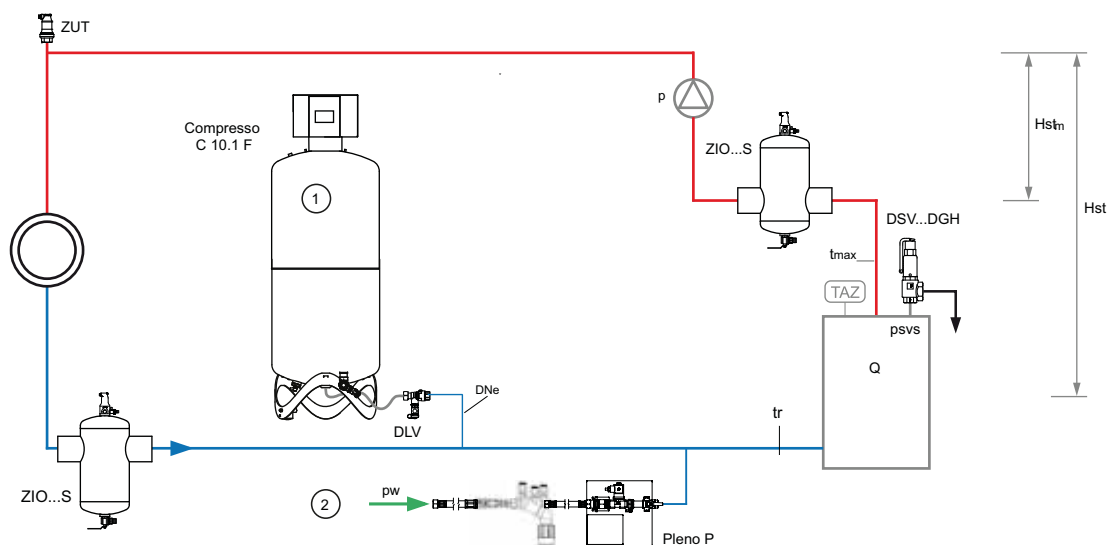 ZUT
p
Compresso
C 10.1 F
1
ZIO...S
Hstm
Hst
DSV...DGH
tmax
TAZ
psvs
Q
DNe
DLV
tr
ZIO...S
2
pw
Pleno P